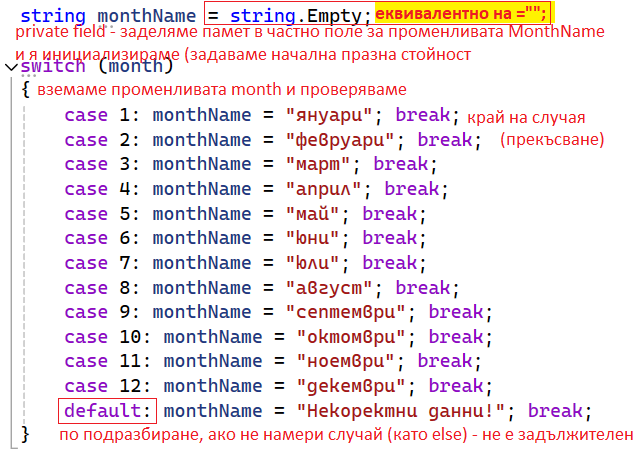 string monthName = string.Empty; еквивалентно на ="";
private field - заделяме памет в частно поле за променливата MonthName
и я инициализираме (задаваме начална празна стойност
switch (month)
{ вземаме променливата month и проверяваме
case 1: monthName = "януари"; break; край на случая
case 2: monthName = "февруари"; break; (прекъсване)
case 3: monthName = "март"; break;
case 4: monthName = "април"; break;
case 5: monthName = "май"; break;
case 6: monthName = "юни"; break;
case 7: monthName = "юли"; break;
case 8: monthName = "август"; break;
case 9: monthName = "септември"; break;
case 10: monthName = "октомври"; break;
case 11: monthName = "ноември"; break;
case 12: monthName = "декември"; break;
default: monthName = "Некоректни данни!"; break;
} по подразбиране, ако не намери случай (като else) - не е задължителен